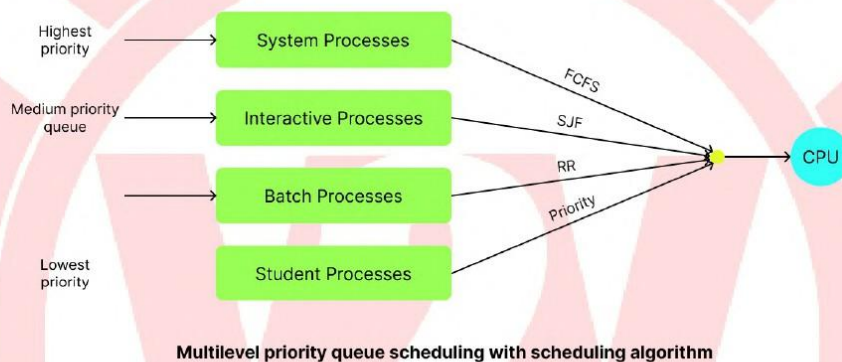 Highest
priority
System Processes
FCFS
Medium priority
queue
Interactive Processes
SJF
CPU
RR
Batch Processes
Priority
Lowest
priority
Student Processes
Multilevel priority queue scheduling with scheduling algorithm